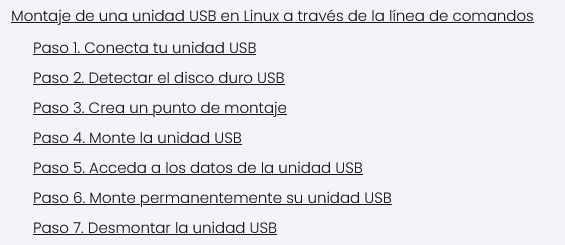 Montaje de una unidad USB en Linux a través de la línea de comandos
Paso 1. Conecta tu unidad USB
Paso 2. Detectar el disco duro USB
Paso 3. Crea un punto de montaje
Paso 4. Monte la unidad USB
Paso 5. Acceda a los datos de la unidad USB
Paso 6. Monte permanentemente su unidad USB
Paso 7. Desmontar la unidad USB